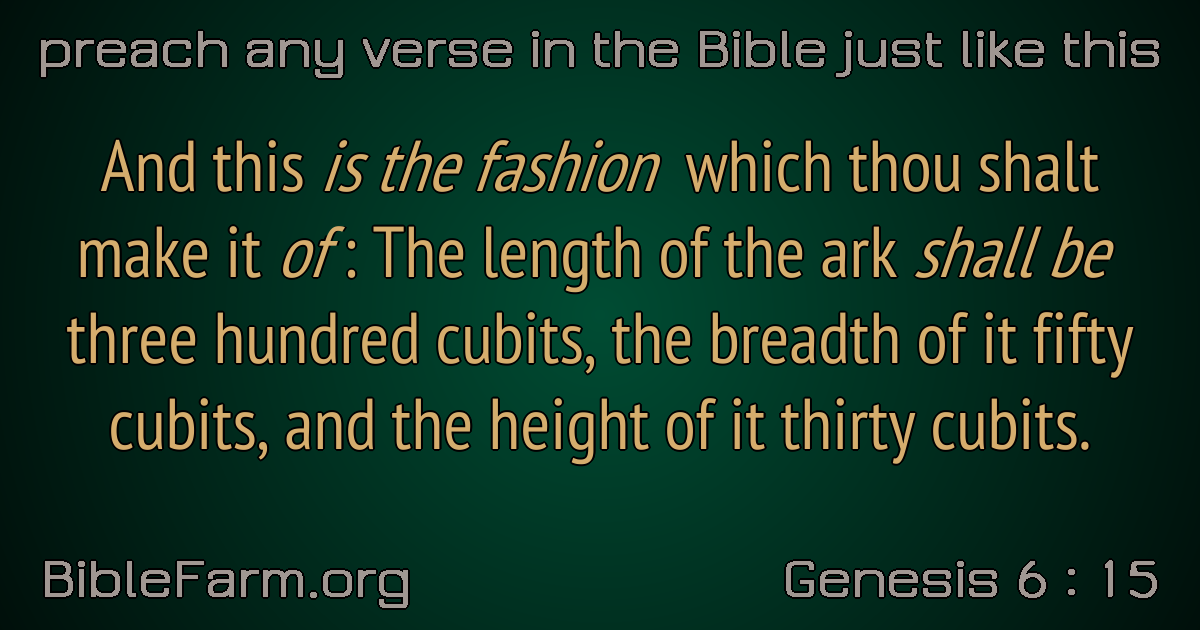 preach any verse in the Bible just like this
And this is the fashion which thou shalt
make it of : The length of the ark shall be
three hundred cubits, the breadth of it fifty
cubits, and the height of it thirty cubits.
BibleFarm.org
Genesis 6 : 15